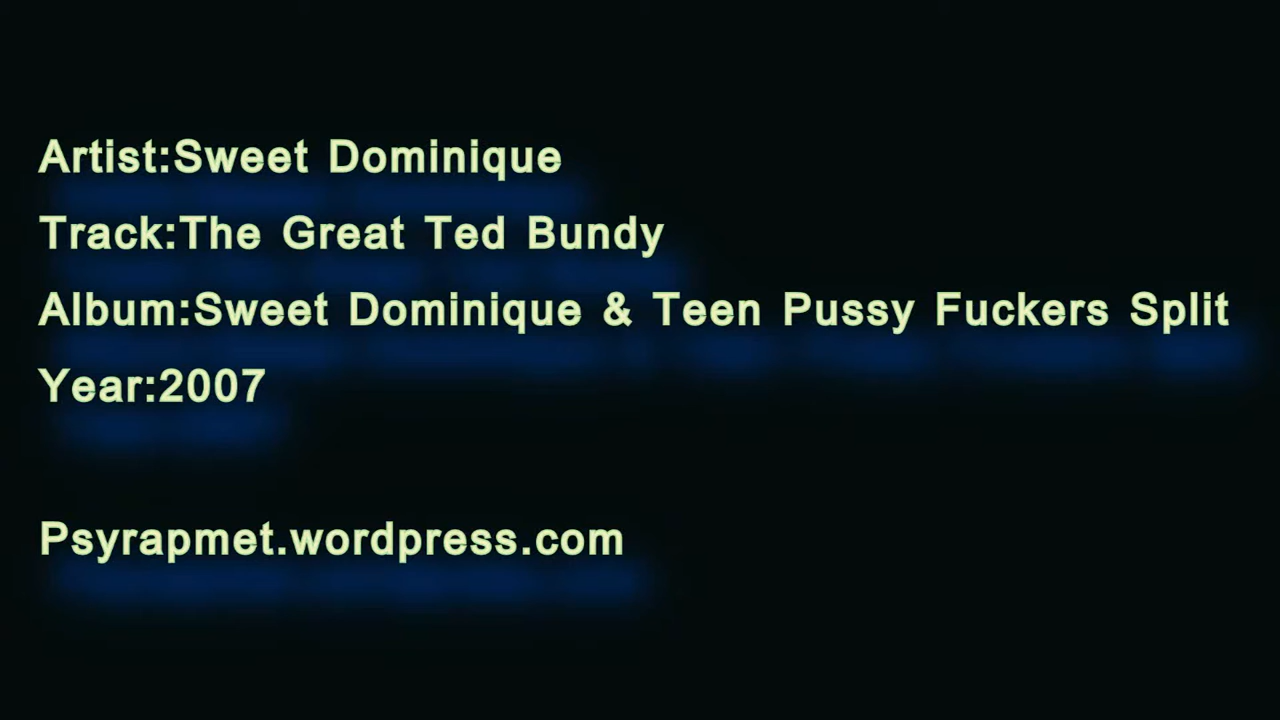 Artist:Sweet Dominique
Track:The Great Ted Bundy
Album:Sweet Dominique & Teen Pussy Fuckers Split
Year:2007
Psyrapmet.wordpress.com